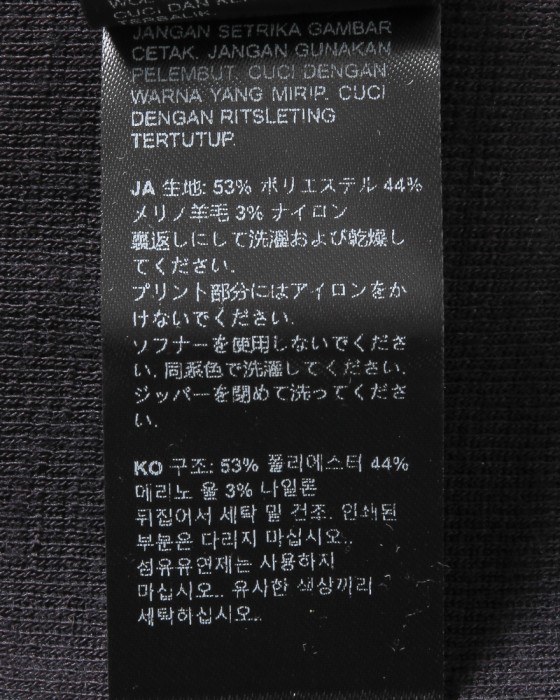 CUCI DAN
TERBALIK.
JANGAN SETRIKA GAMBAR
CETAK. JANGAN GUNAKAN
PELEMBUT. CUCI DENGAN
WARNA YANG MIRIP. CUCI
DENGAN RITSLETING
TERTUTUP.
JA 生地: 53% ポリエステル 44%
メリノ羊毛 3% ナイロン
裏返しにして洗濯および乾燥し
てください.
プリント部分にはアイロンをか
けないでください.
ソフナーを使用しないでくださ
い. 同系色で洗濯してください.
ジッパーを閉めて洗ってくださ
い.
KO 구조: 53% 폴리에스터 44%
메리노 울 3% 나일론
뒤집어서 세탁 및 건조. 인쇄된
부분은 다리지 마십시오..
섬유유연제는 사용하지
마십시오.. 유사한 색상끼리
세탁하십시오..